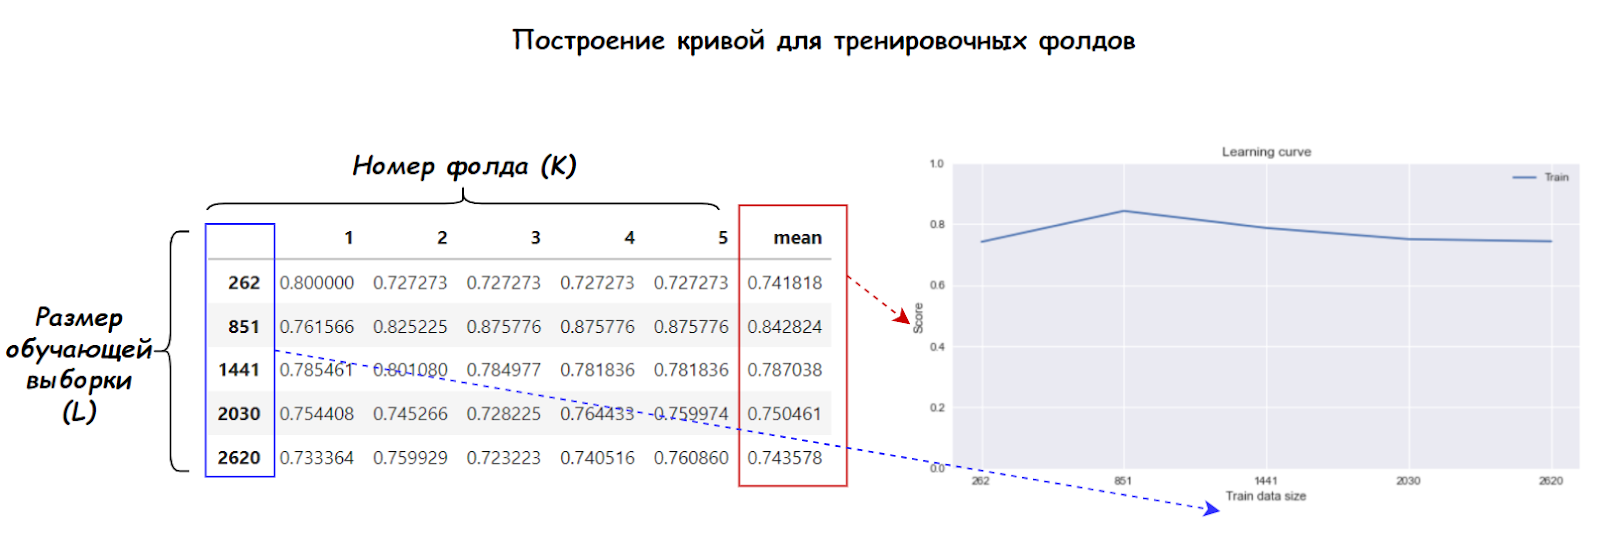 Построение кривой для тренировочных фолдов
Номер фолда (K)
1 2 3 4 5 mean
262 0.800000 0.727273 0.727273 0.727273 0.727273 0.741818
851 0.761566 0.825225 0.875776 0.875776 0.875776 0.842824
1441 0.785461 0.801080 0.784977 0.781836 0.781836 0.787038
2030 0.754408 0.745266 0.728225 0.764433 0.759974 0.750461
2620 0.733364 0.759929 0.723223 0.740516 0.760860 0.743578
Размер
обучающей
выборки
(L)
Learning curve
Train
1.0
0.8
0.6
0.4
0.2
0.0
Score
262 851 1441 2030 2620
Train data size